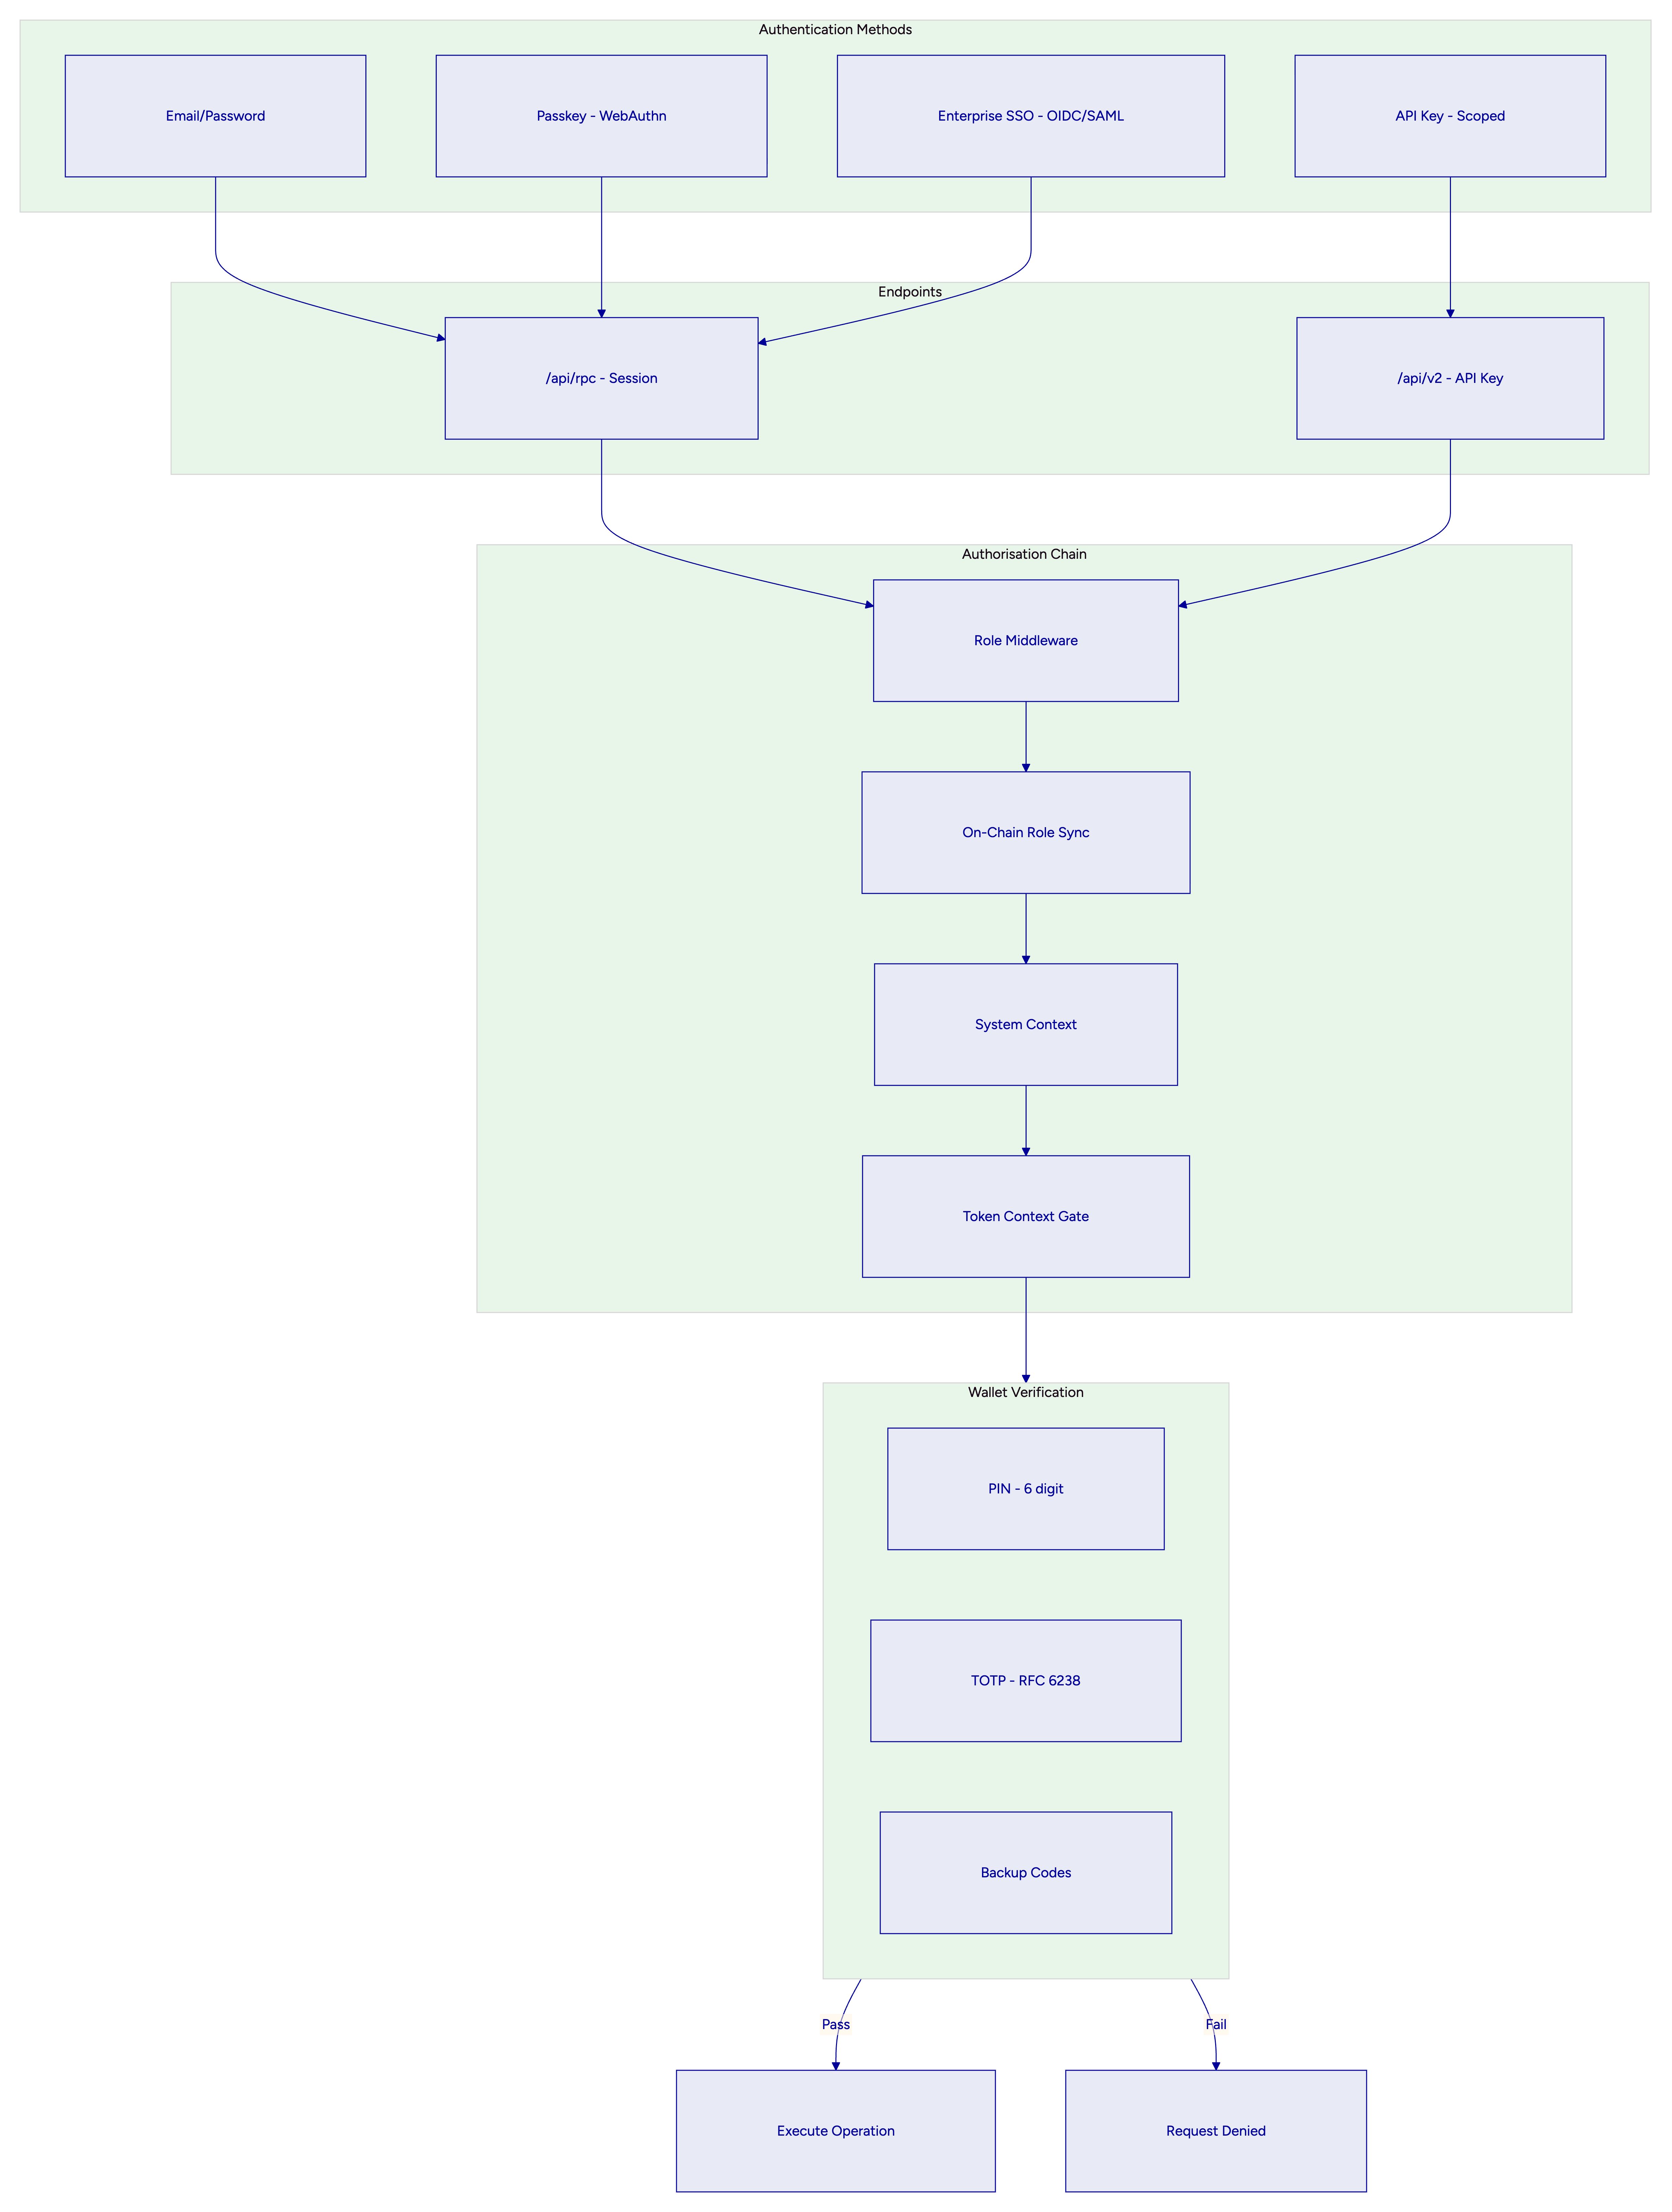 Authentication Methods
Email/Password
Passkey - WebAuthn
Enterprise SSO - OIDC/SAML
API Key - Scoped
Endpoints
/api/rpc - Session
/api/v2 - API Key
Authorisation Chain
Role Middleware
On-Chain Role Sync
System Context
Token Context Gate
Wallet Verification
PIN - 6 digit
TOTP - RFC 6238
Backup Codes
Pass
Fail
Execute Operation
Request Denied